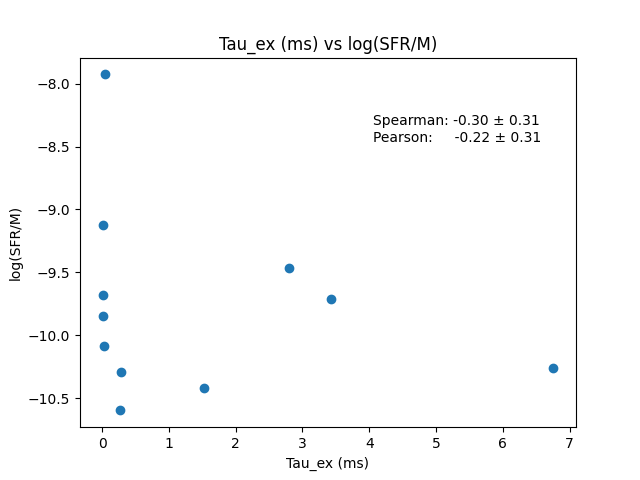 Tau_ex (ms) vs log(SFR/M)
Spearman: -0.30 ± 0.31
Pearson: -0.22 ± 0.31
log(SFR/M)
−8.0
−8.5
−9.0
−9.5
−10.0
−10.5
0 1 2 3 4 5 6 7
Tau_ex (ms)